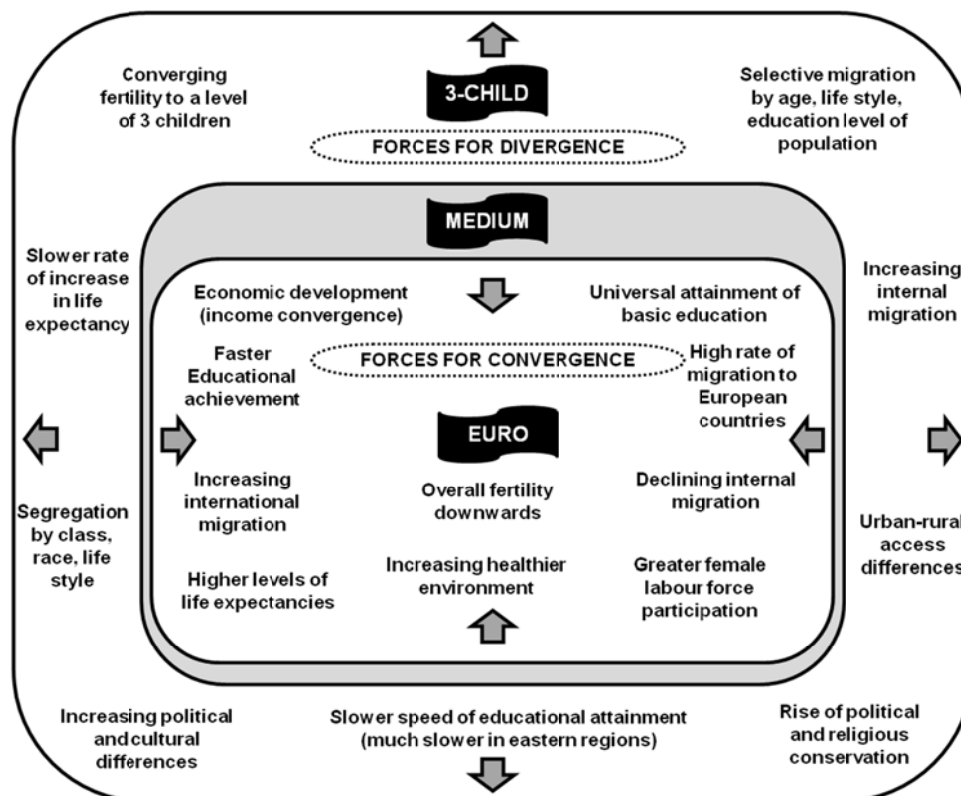 Converging
fertility to a level
of 3 children
3-CHILD
Selective migration
by age, life style,
education level of
population
FORCES FOR DIVERGENCE
MEDIUM
Slower rate
of increase
in life
expectancy
Increasing
internal
migration
Economic development
(income convergence)
Universal attainment of
basic education
FORCES FOR CONVERGENCE
Faster
Educational
achievement
High rate of
migration to
European
countries
EURO
Increasing
international
migration
Overall fertility
downwards
Declining internal
migration
Segregation
by class,
race, life
style
Urban-rural
access
differences
Higher levels of
life expectancies
Increasing healthier
environment
Greater female
labour force
participation
Increasing political
and cultural
differences
Slower speed of educational attainment
(much slower in eastern regions)
Rise of political
and religious
conservation